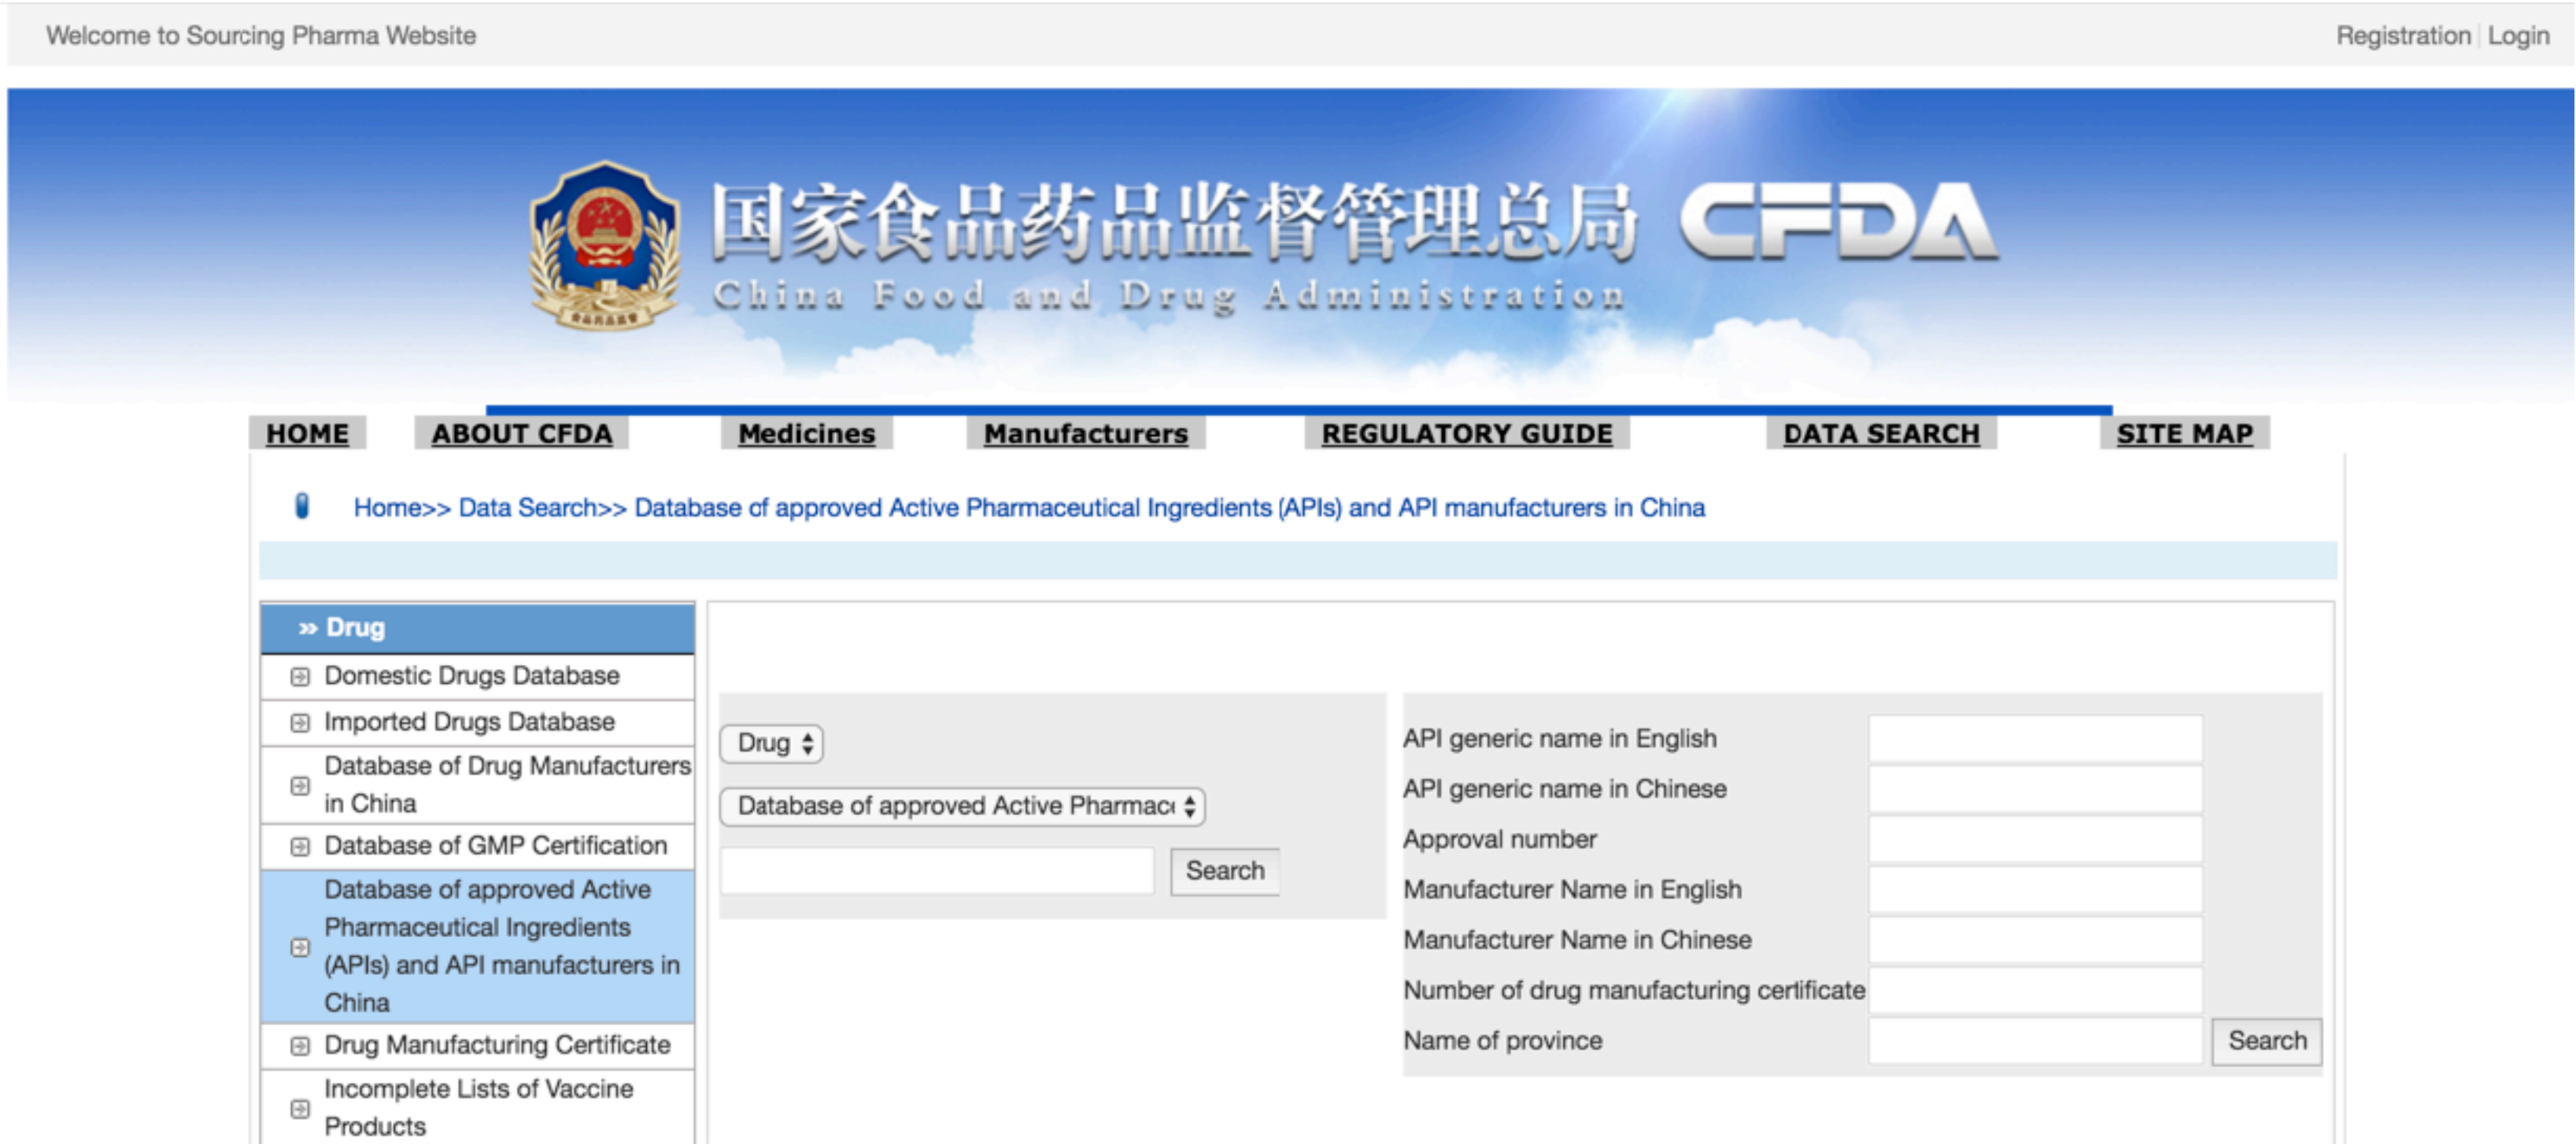 Welcome to Sourcing Pharma Website
Registration | Login
国家食品药品监督管理总局 CFDA
China Food and Drug Administration
食品药品监督
HOME
ABOUT CFDA
Medicines
Manufacturers
REGULATORY GUIDE
DATA SEARCH
SITE MAP
Home>> Data Search>> Database of approved Active Pharmaceutical Ingredients (APIs) and API manufacturers in China
» Drug
Domestic Drugs Database
Imported Drugs Database
Database of Drug Manufacturers
in China
Database of GMP Certification
Database of approved Active
Pharmaceutical Ingredients
(APIs) and API manufacturers in
China
Drug Manufacturing Certificate
Incomplete Lists of Vaccine
Products
Drug
Database of approved Active Pharmac
Search
API generic name in English
API generic name in Chinese
Approval number
Manufacturer Name in English
Manufacturer Name in Chinese
Number of drug manufacturing certificate
Name of province
Search